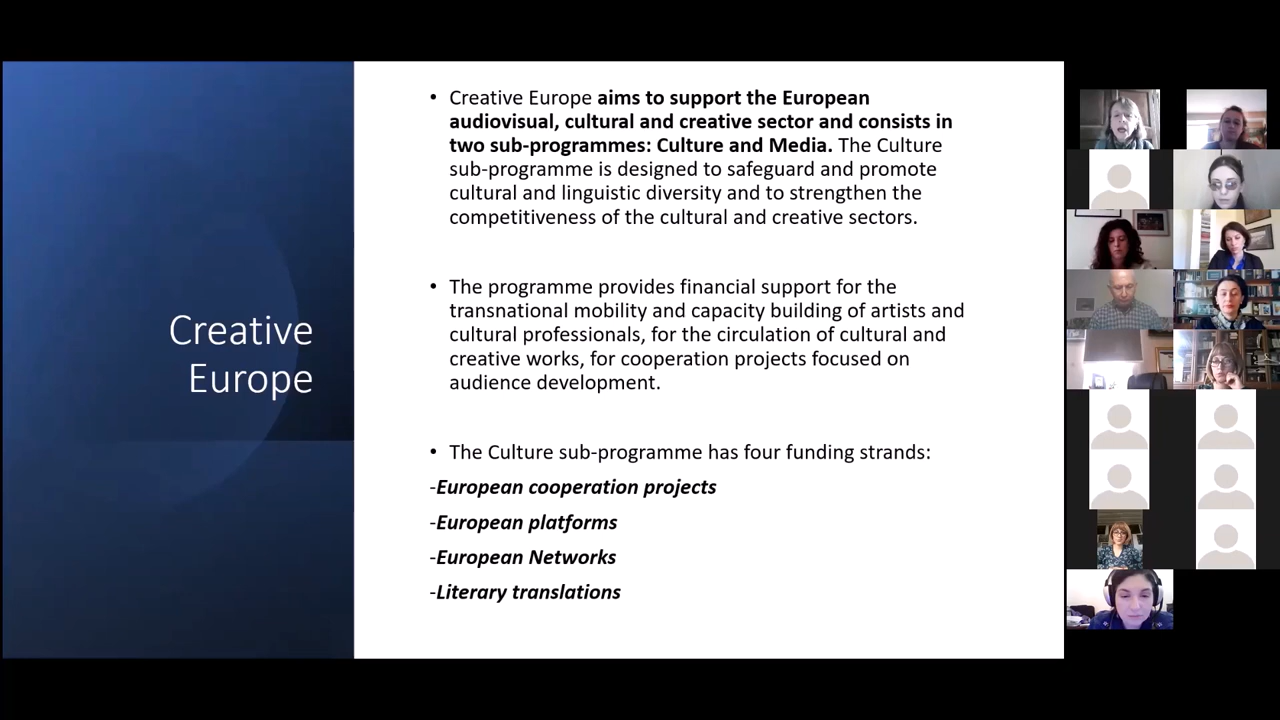 Creative
Europe
• Creative Europe aims to support the European
audiovisual, cultural and creative sector and consists in
two sub-programmes: Culture and Media. The Culture
sub-programme is designed to safeguard and promote
cultural and linguistic diversity and to strengthen the
competitiveness of the cultural and creative sectors.
• The programme provides financial support for the
transnational mobility and capacity building of artists and
cultural professionals, for the circulation of cultural and
creative works, for cooperation projects focused on
audience development.
• The Culture sub-programme has four funding strands:
-European cooperation projects
-European platforms
-European Networks
-Literary translations